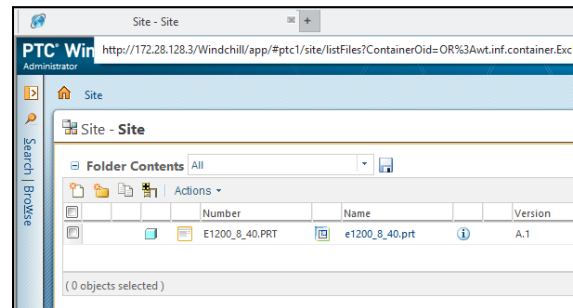 Site - Site
PTC® Win
http://172.28.128.3/Windchill/app/#ptc1/site/listFiles?ContainerOid=OR%3Awt.inf.container.Exc
Administrator
Site
Search | Browse
Site - Site
Folder Contents All
Actions
Number Name Version
E1200_8_40.PRT e1200_8_40.prt A.1
( 0 objects selected )